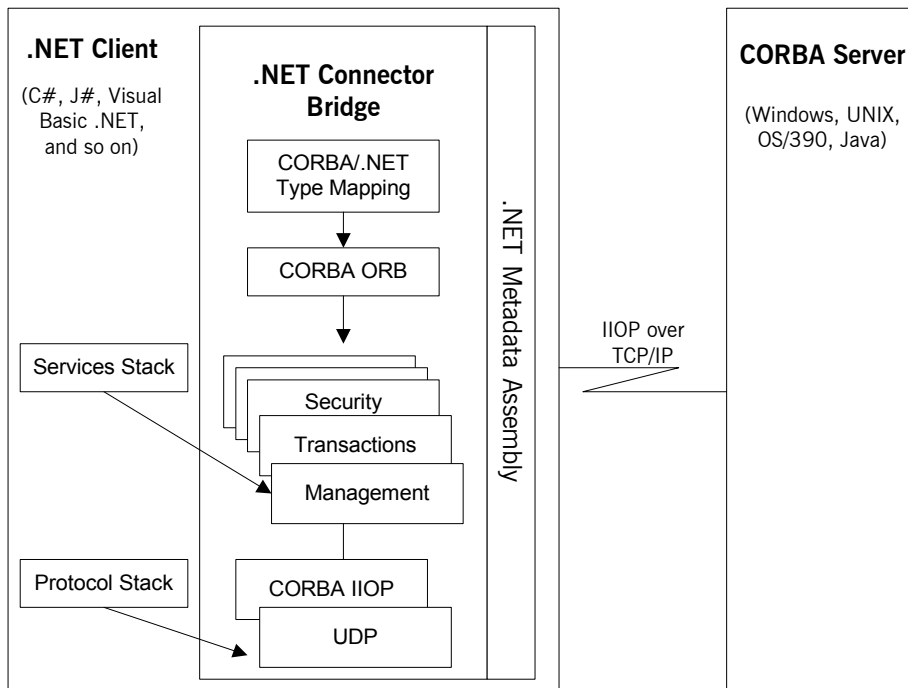 .NET Client
(C#, J#, Visual
Basic .NET,
and so on)
.NET Connector
Bridge
CORBA/.NET
Type Mapping
CORBA ORB
Services Stack
Security
Transactions
Management
Protocol Stack
CORBA IIOP
UDP
.NET Metadata Assembly
IIOP over
TCP/IP
CORBA Server
(Windows, UNIX,
OS/390, Java)